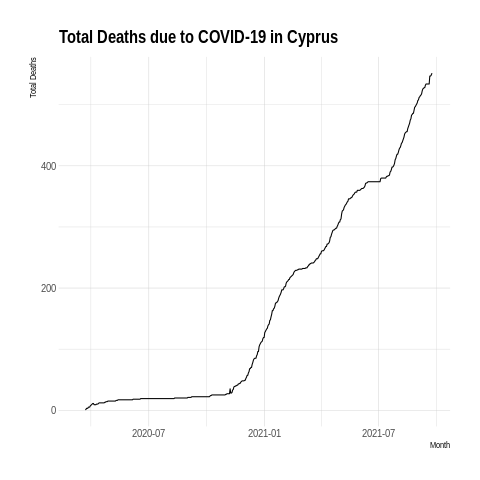 Total Deaths due to COVID-19 in Cyprus
Total Deaths
400
200
0
2020-07
2021-01
2021-07
Month